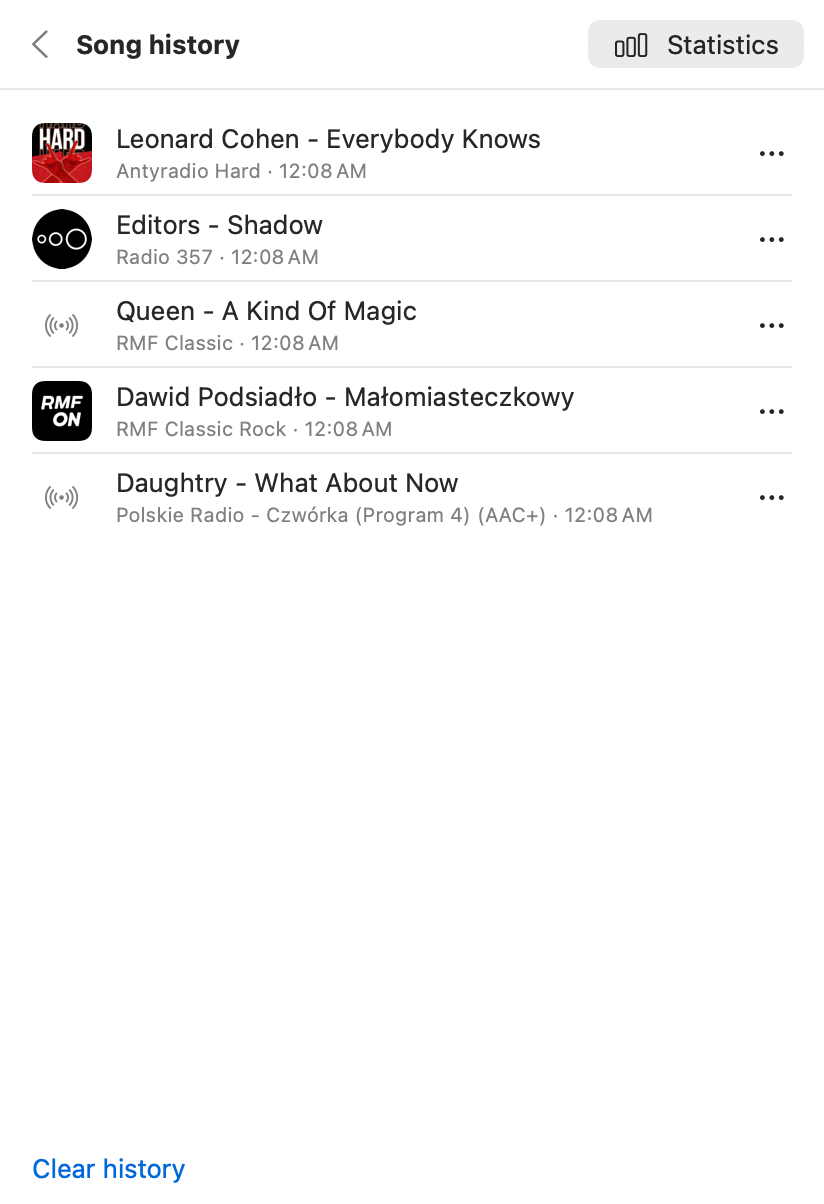 Song history
Statistics
HARD
Leonard Cohen - Everybody Knows
Antyradio Hard · 12:08 AM
Editors - Shadow
Radio 357 · 12:08 AM
Queen - A Kind Of Magic
RMF Classic · 12:08 AM
RMF
ON
Dawid Podsiadło - Małomiasteczkowy
RMF Classic Rock · 12:08 AM
Daughtry - What About Now
Polskie Radio - Czwórka (Program 4) (AAC+) · 12:08 AM
Clear history